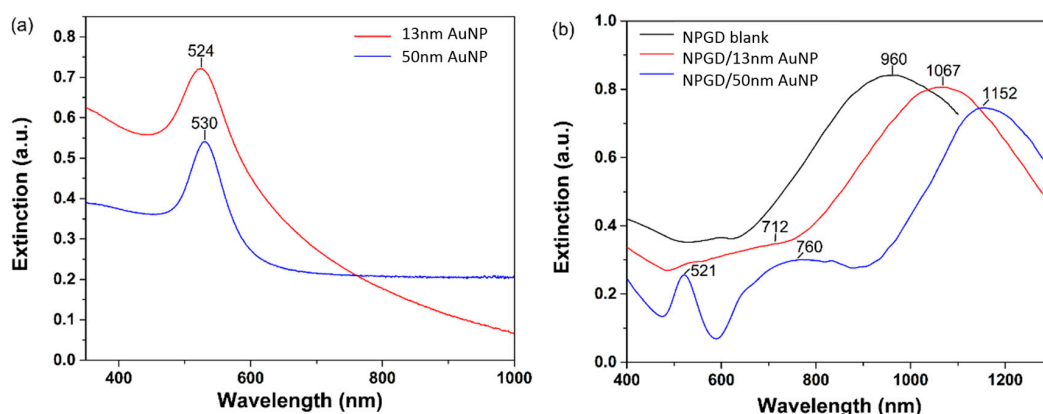 (a)
13nm AuNP
50nm AuNP
524
530
0.8
0.7
0.6
0.5
0.4
0.3
0.2
0.1
0.0
Extinction (a.u.)
400 600 800 1000
Wavelength (nm)
(b)
NPGD blank
NPGD/13nm AuNP
NPGD/50nm AuNP
960
1067
1152
712
760
521
1.0
0.8
0.6
0.4
0.2
0.0
Extinction (a.u.)
400 600 800 1000 1200
Wavelength (nm)